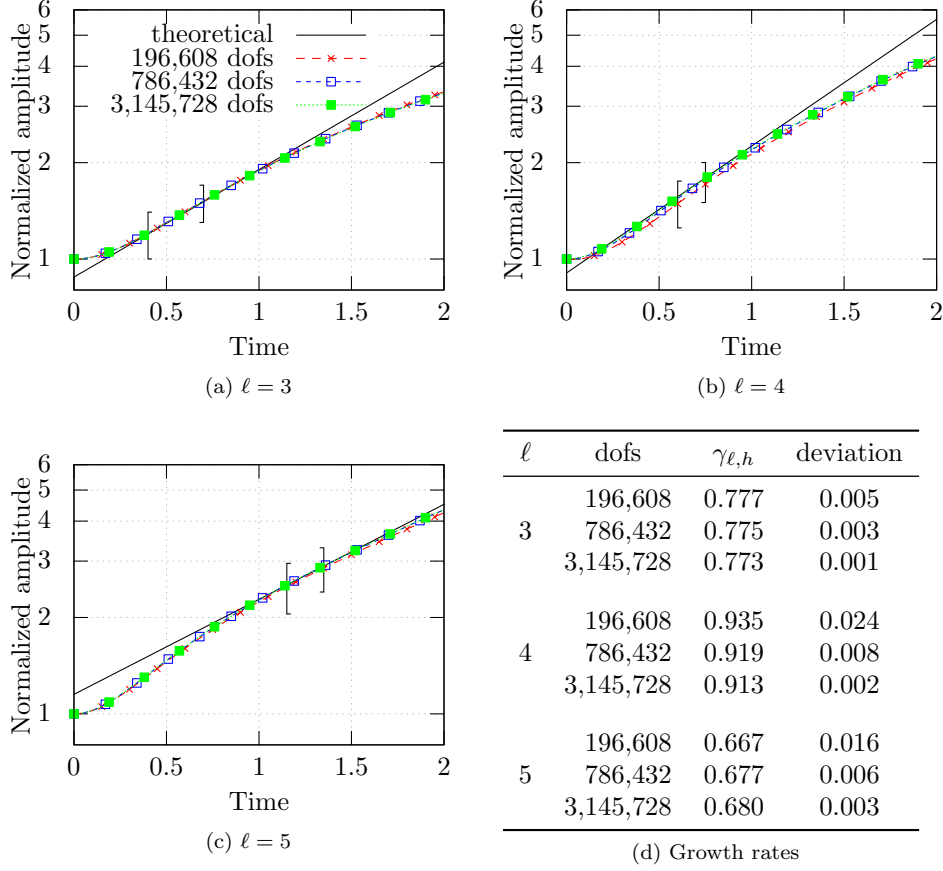 6
5
4
3
2
1
0
0.5
1
1.5
2
Normalized amplitude
Time
theoretical
196,608 dofs
786,432 dofs
3,145,728 dofs
(a) ℓ = 3
6
5
4
3
2
1
0
0.5
1
1.5
2
Normalized amplitude
Time
(b) ℓ = 4
6
5
4
3
2
1
0
0.5
1
1.5
2
Normalized amplitude
Time
(c) ℓ = 5
ℓ dofs γℓ,h deviation
196,608 0.777 0.005
3 786,432 0.775 0.003
3,145,728 0.773 0.001
196,608 0.935 0.024
4 786,432 0.919 0.008
3,145,728 0.913 0.002
196,608 0.667 0.016
5 786,432 0.677 0.006
3,145,728 0.680 0.003
(d) Growth rates